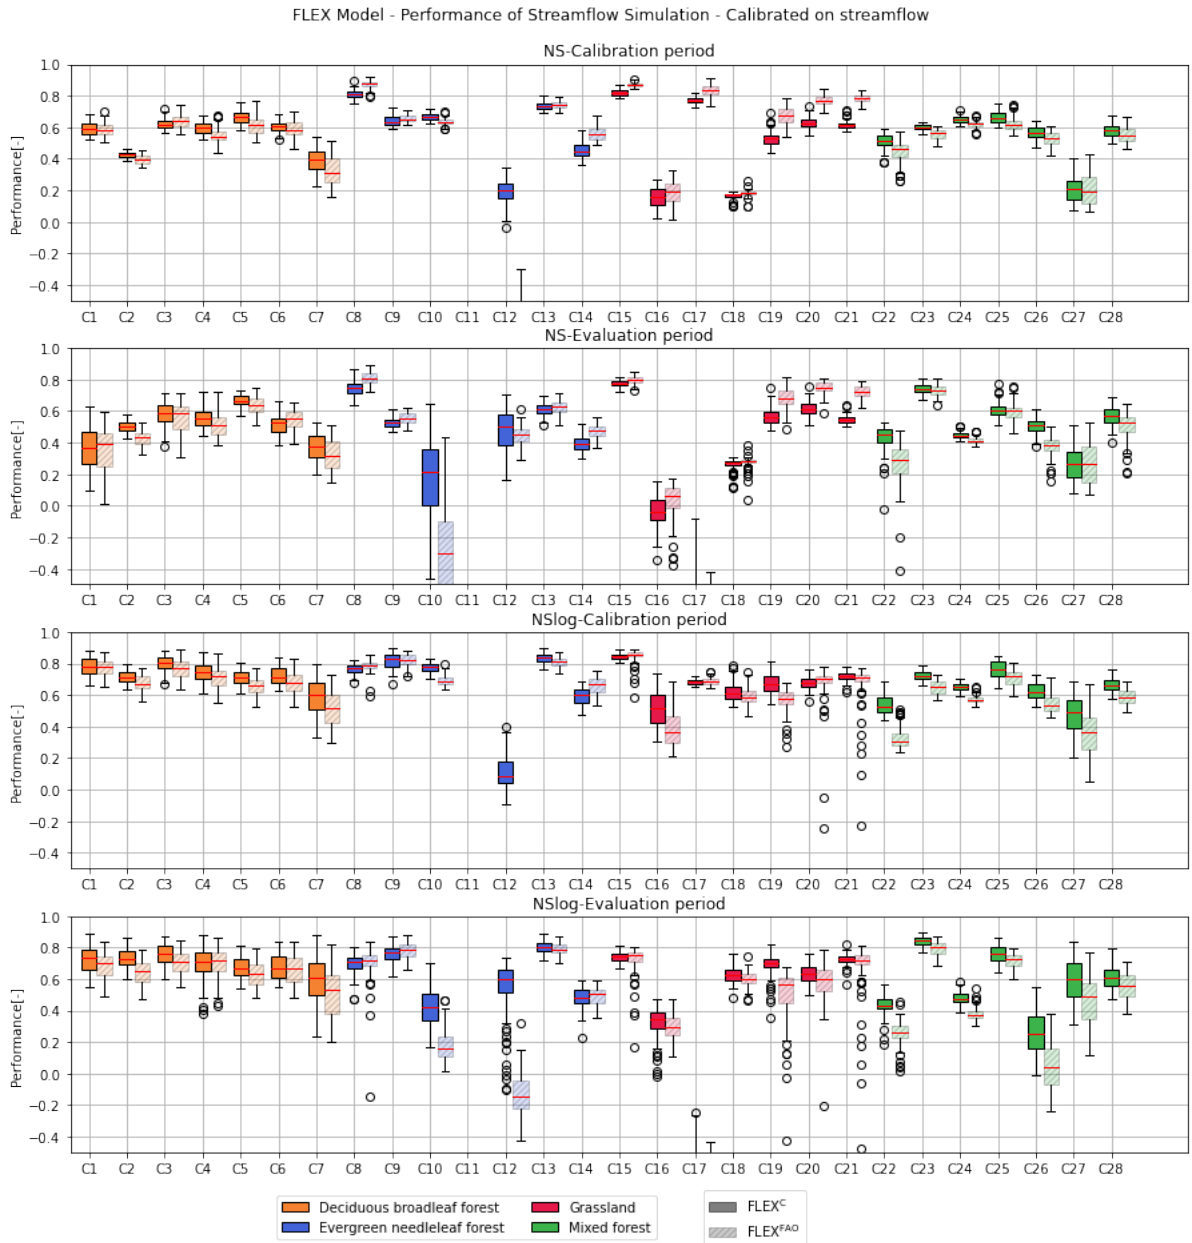 FLEX Model - Performance of Streamflow Simulation - Calibrated on streamflow
NS-Calibration period
1.0
0.8
0.6
0.4
0.2
0.0
−0.2
−0.4
Performance[-]
C1 C2 C3 C4 C5 C6 C7 C8 C9 C10 C11 C12 C13 C14 C15 C16 C17 C18 C19 C20 C21 C22 C23 C24 C25 C26 C27 C28
NS-Evaluation period
1.0
0.8
0.6
0.4
0.2
0.0
−0.2
−0.4
Performance[-]
C1 C2 C3 C4 C5 C6 C7 C8 C9 C10 C11 C12 C13 C14 C15 C16 C17 C18 C19 C20 C21 C22 C23 C24 C25 C26 C27 C28
NSlog-Calibration period
1.0
0.8
0.6
0.4
0.2
0.0
−0.2
−0.4
Performance[-]
C1 C2 C3 C4 C5 C6 C7 C8 C9 C10 C11 C12 C13 C14 C15 C16 C17 C18 C19 C20 C21 C22 C23 C24 C25 C26 C27 C28
NSlog-Evaluation period
1.0
0.8
0.6
0.4
0.2
0.0
−0.2
−0.4
Performance[-]
C1 C2 C3 C4 C5 C6 C7 C8 C9 C10 C11 C12 C13 C14 C15 C16 C17 C18 C19 C20 C21 C22 C23 C24 C25 C26 C27 C28
Deciduous broadleaf forest
Evergreen needleleaf forest
Grassland
Mixed forest
FLEX^C
FLEX^FAO